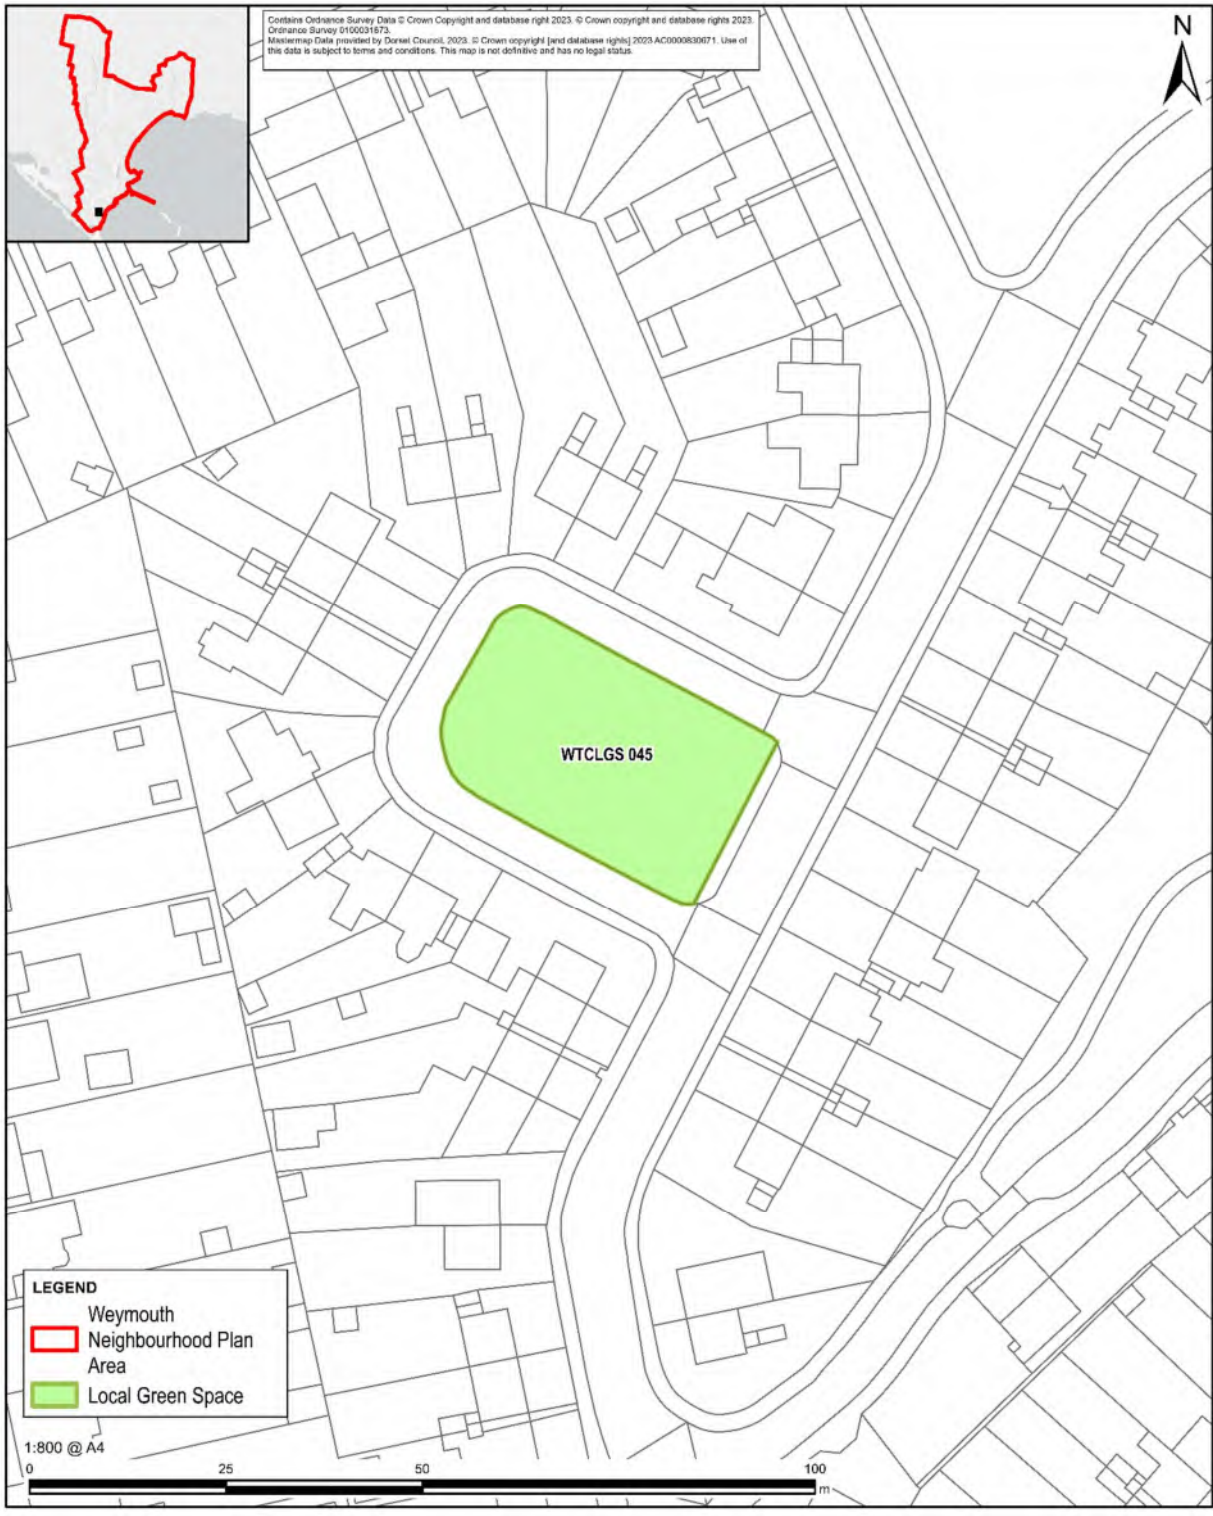 Contains Ordnance Survey Data © Crown Copyright and database right 2023. © Crown copyright and database rights 2023.
Ordnance Survey 0100031673.
Mastermap Data provided by Dorset Council, 2023. © Crown copyright [and database rights] 2023 AC0000830671. Use of
this data is subject to terms and conditions. This map is not definitive and has no legal status.
N
WTCLGS 045
LEGEND
Weymouth
Neighbourhood Plan
Area
Local Green Space
1:800 @ A4
0 25 50 100
m